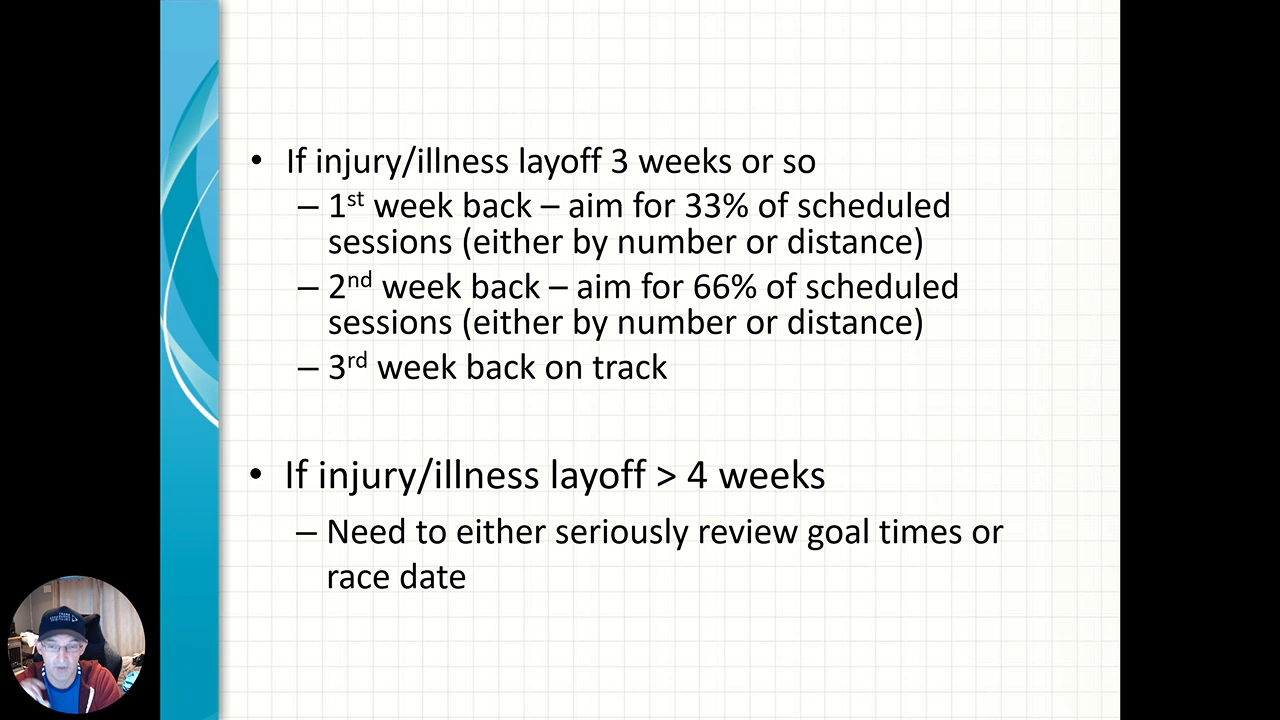 • If injury/illness layoff 3 weeks or so
– 1st week back – aim for 33% of scheduled
sessions (either by number or distance)
– 2nd week back – aim for 66% of scheduled
sessions (either by number or distance)
– 3rd week back on track
• If injury/illness layoff > 4 weeks
– Need to either seriously review goal times or
race date